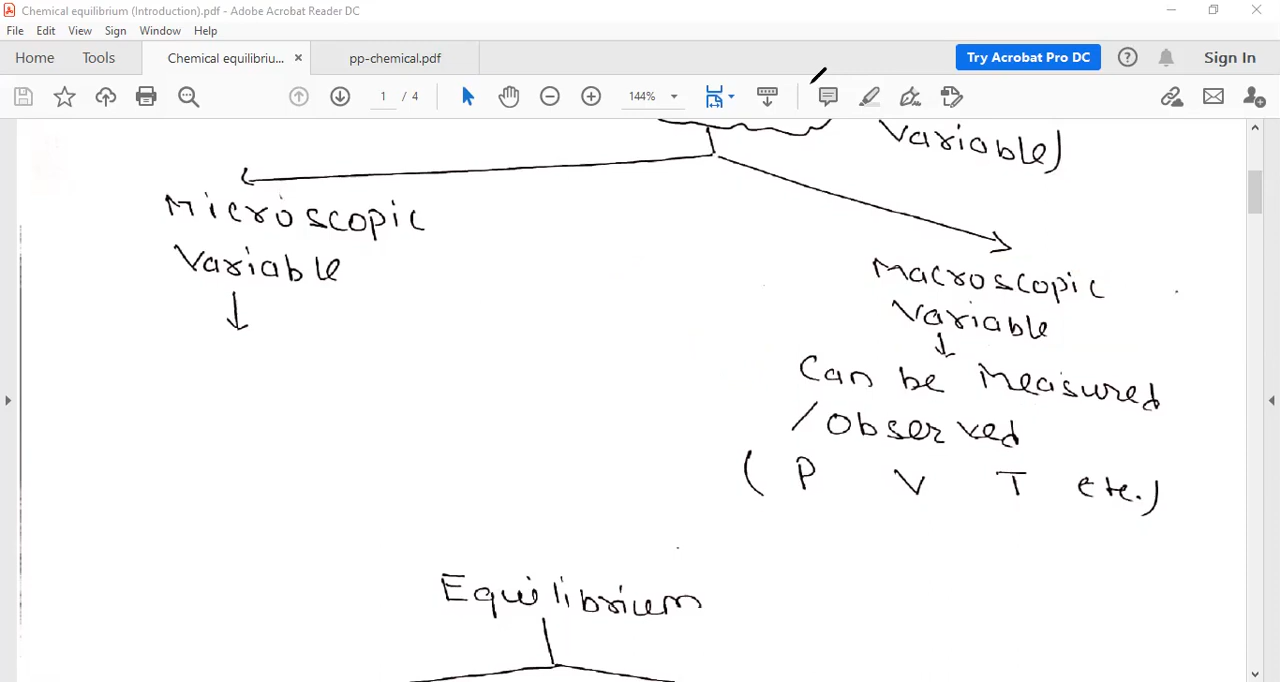 Chemical equilibrium (Introduction).pdf - Adobe Acrobat Reader DC
File Edit View Sign Window Help
Home Tools Chemical equilibriu... × pp-chemical.pdf Try Acrobat Pro DC Sign In
1 / 4 144%
Variable)
Microscopic
Variable
Macroscopic
Variable
Can be Measured
/Observed
( P V T etc.)
Equilibrium